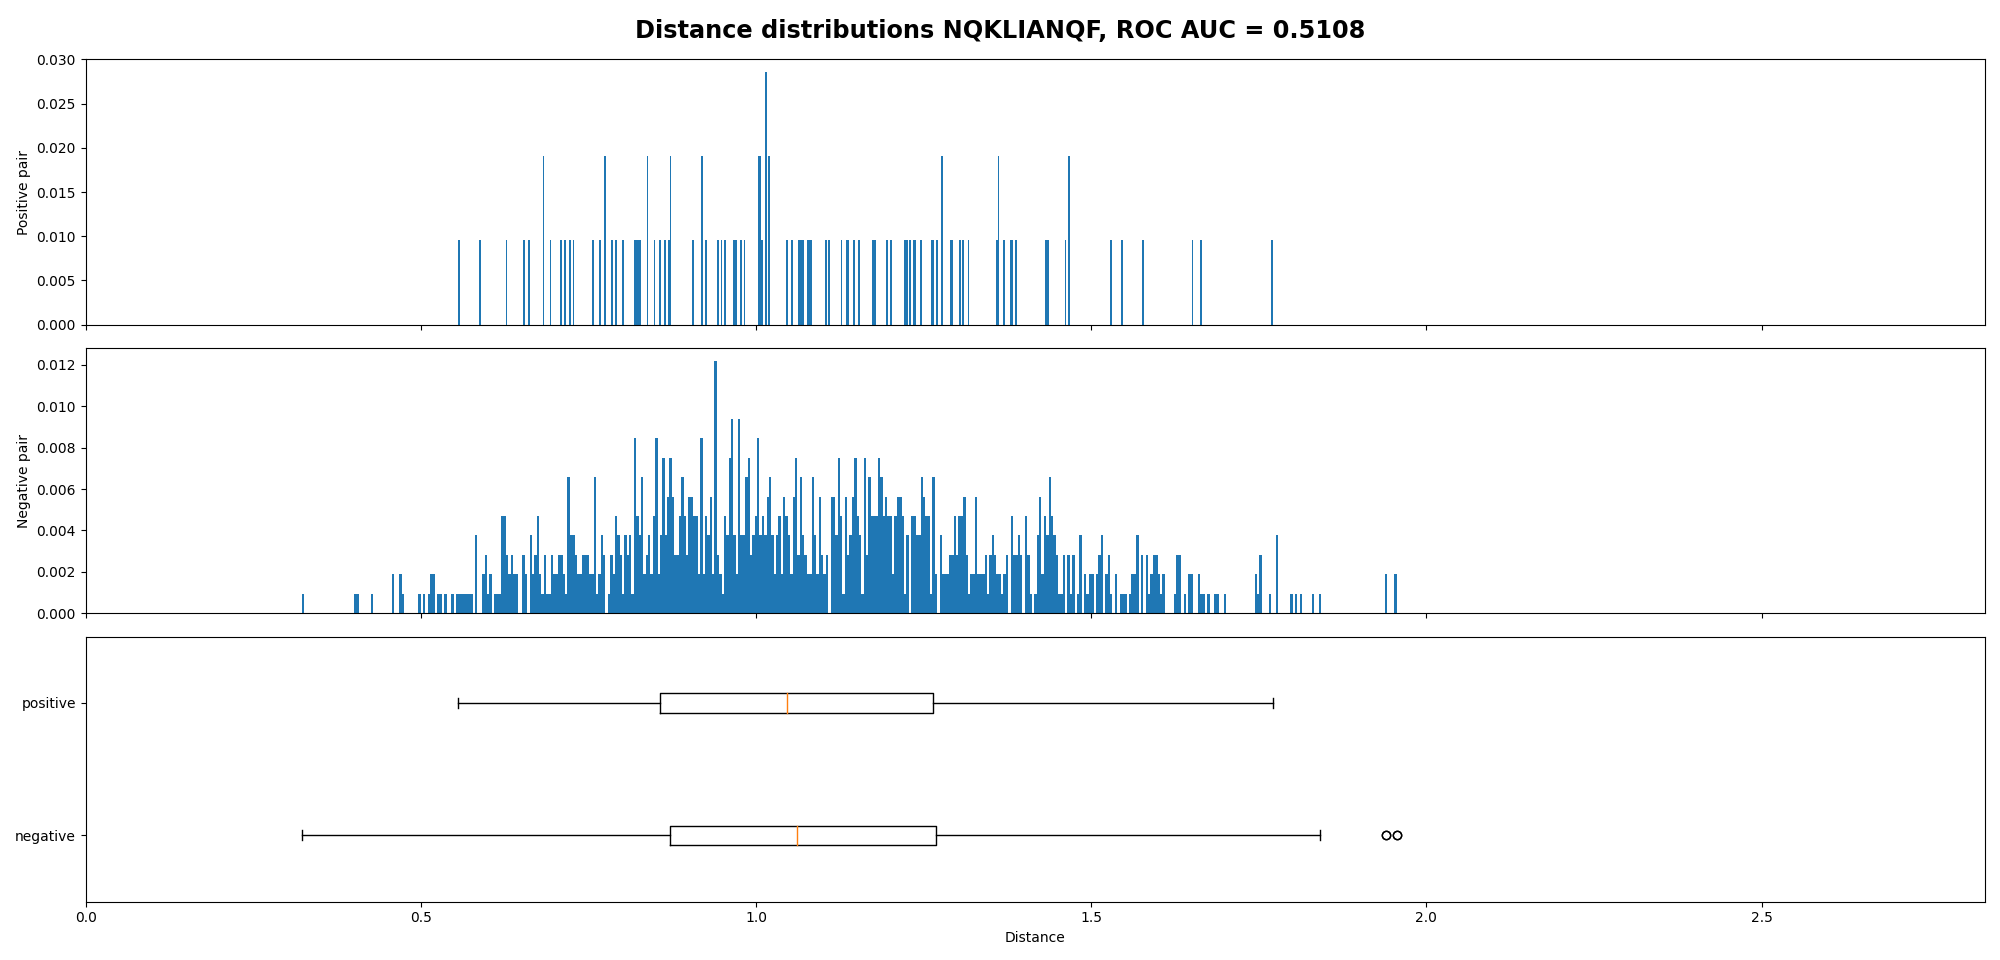 Distance distributions NQKLIANQF, ROC AUC = 0.5108
0.030
0.025
0.020
0.015
0.010
0.005
0.000
Positive pair
0.012
0.010
0.008
0.006
0.004
0.002
0.000
Negative pair
positive
negative
0.0 0.5 1.0 1.5 2.0 2.5
Distance